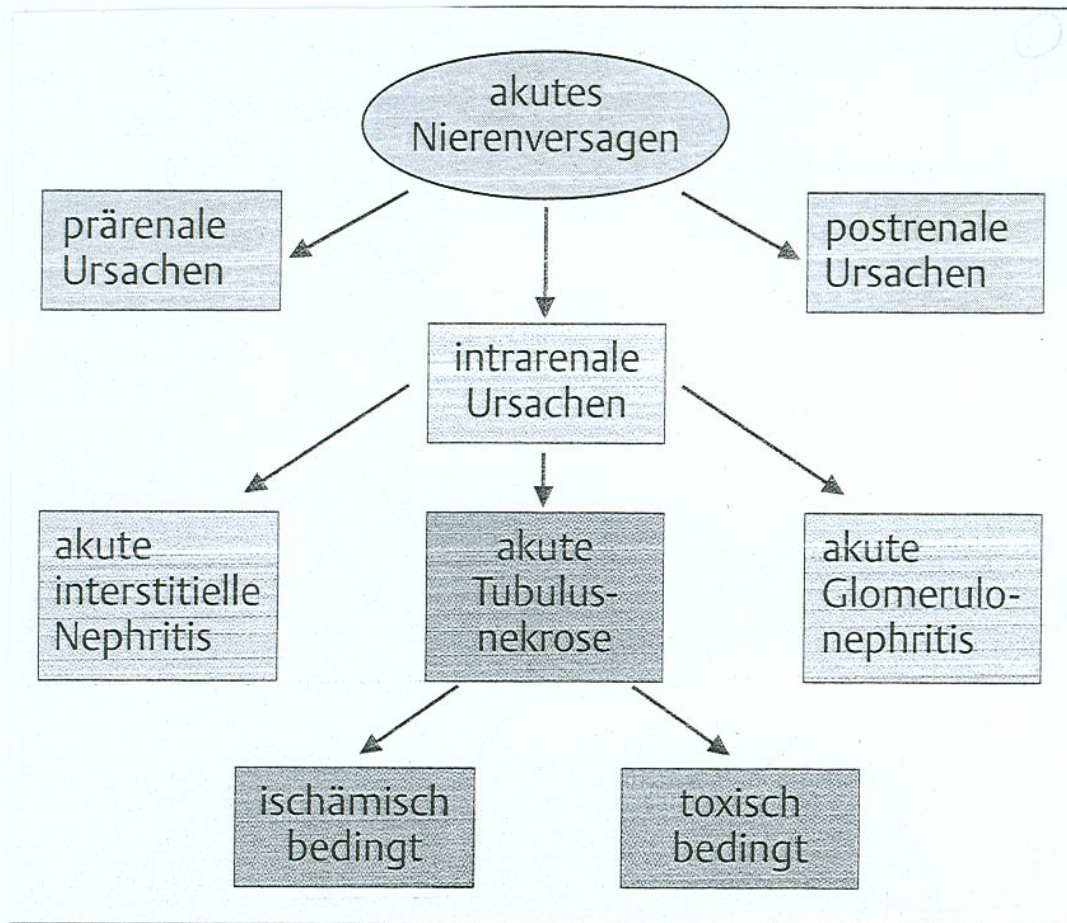 akutes
Nierenversagen
prärenale
Ursachen
postrenale
Ursachen
intrarenale
Ursachen
akute
interstitielle
Nephritis
akute
Tubulus-
nekrose
akute
Glomerulo-
nephritis
ischämisch
bedingt
toxisch
bedingt